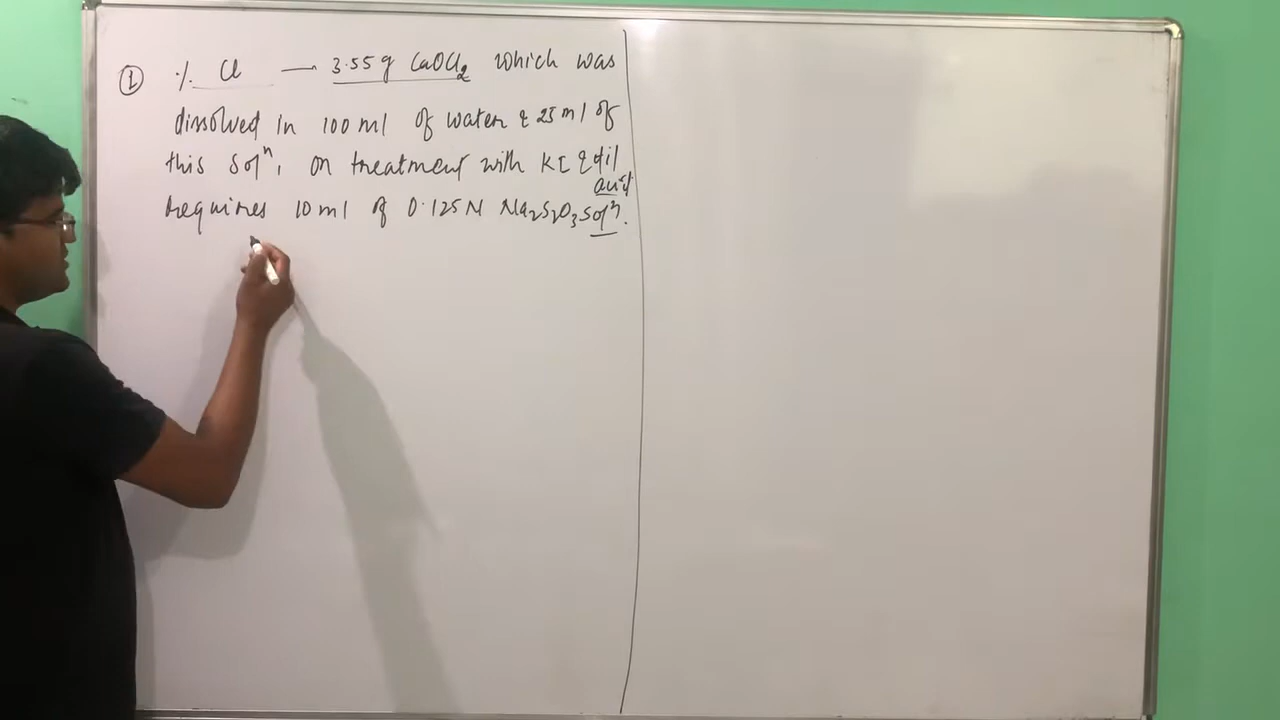 ① % Cl — 3.55 g CaOCl₂ which was
dissolved in 100 ml of water & 25 ml of
this solⁿ, on treatment with KI & dil
acid
requires 10 ml of 0.125 N Na₂S₂O₃ solⁿ.